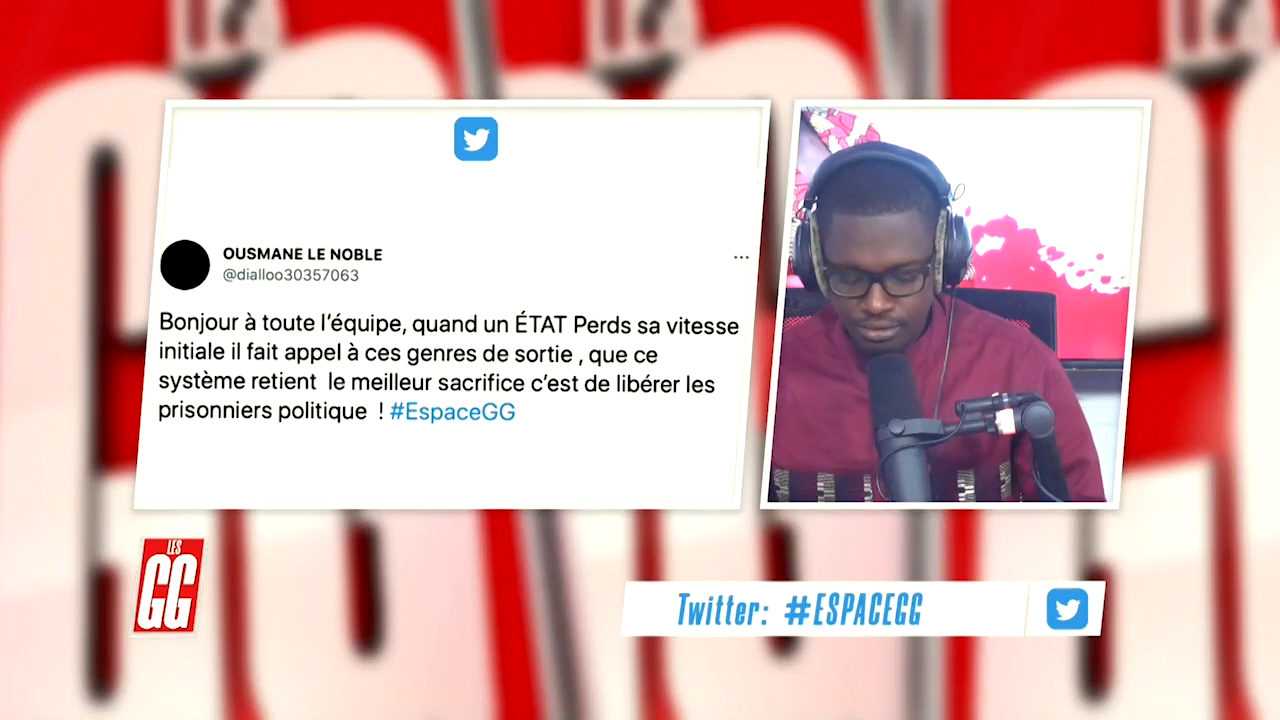 OUSMANE LE NOBLE
@dialloo30357063
...
Bonjour à toute l‘équipe, quand un ÉTAT Perds sa vitesse
initiale il fait appel à ces genres de sortie , que ce
système retient  le meilleur sacrifice c’est de libérer les
prisonniers politique  ! #EspaceGG
LES
GG
Twitter: #ESPACEGG